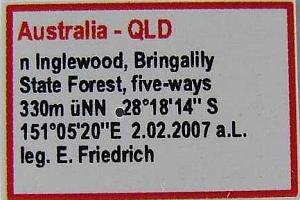 Australia - QLD
n Inglewood, Bringalily
State Forest, five-ways
330m üNN 28°18'14" S
151°05'20"E 2.02.2007 a.L.
leg. E. Friedrich